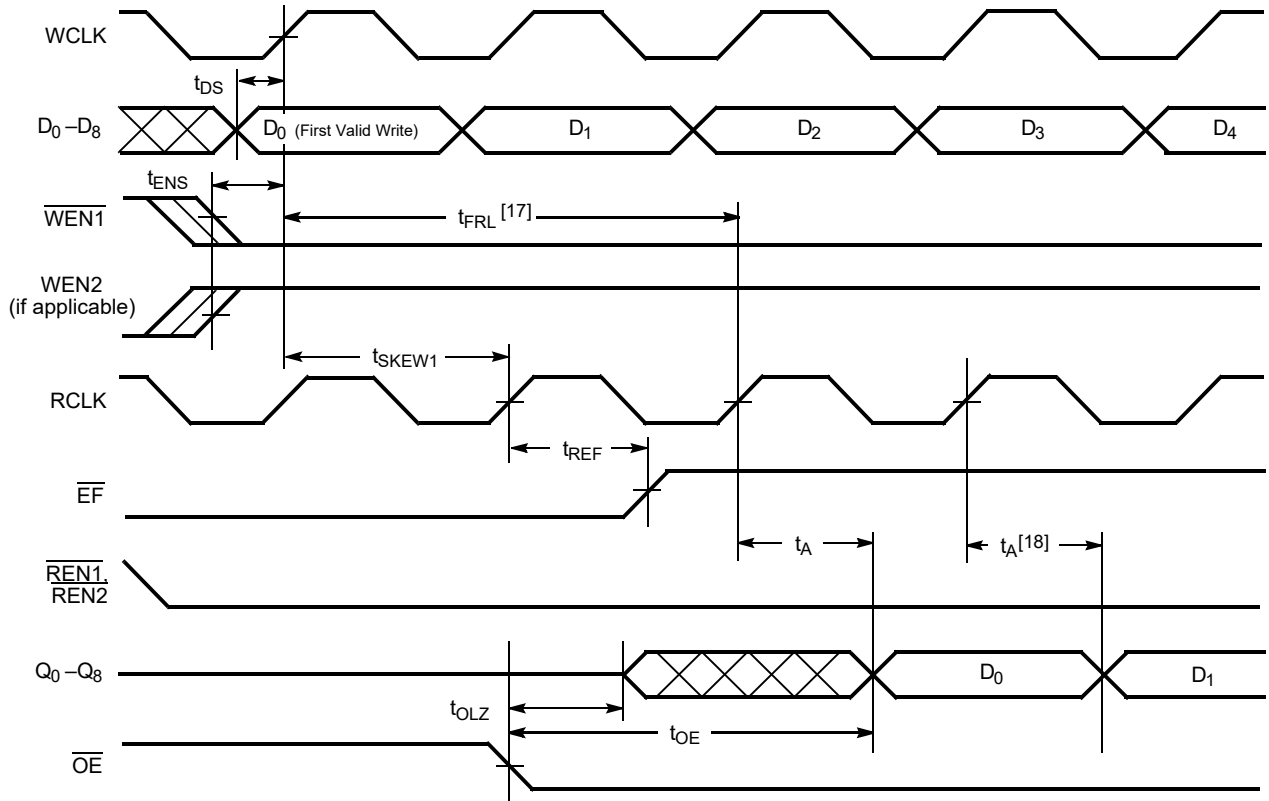 WCLK
tDS
D0 –D8
D0 (First Valid Write)
D1
D2
D3
D4
tENS
WEN1
tFRL [17]
WEN2
(if applicable)
tSKEW1
RCLK
tREF
EF
tA
tA[18]
REN1,
REN2
Q0 –Q8
D0
D1
tOLZ
tOE
OE